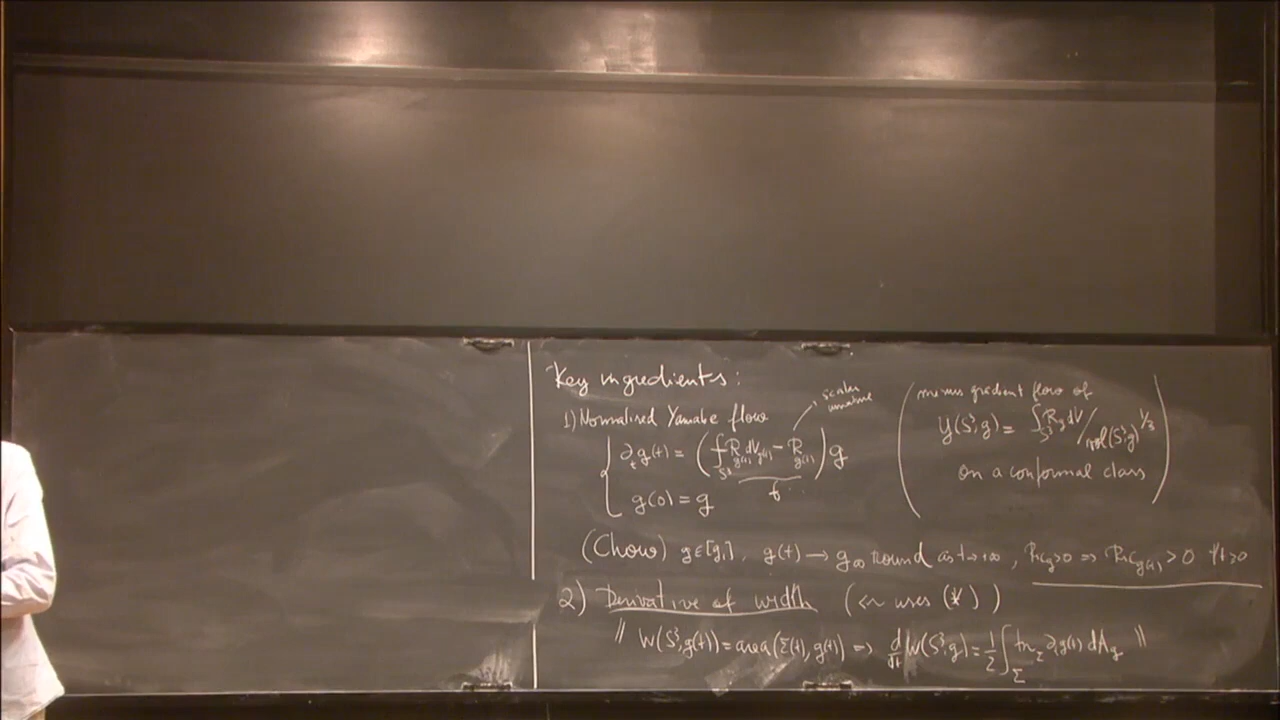 Key ingredients:
1) Normalised Yamabe flow
scalar curvature
{ ∂_t g(t) = (⨍_{S³} R_{g(t)} dV_{g(t)} - R_{g(t)}) g
g(0) = g
(minus gradient flow of
Y(S³,g) = ∫_{S³} R_g dV / vol(S³,g)^{1/3}
on a conformal class)
(Chow) g∈[g_1], g(t) → g_∞ round as t→+∞, Ric_g>0 => Ric_{g(t)} > 0 ∀t>0
2) Derivative of width (← uses (*))
" W(S³,g(t)) = area(Σ(t),g(t)) => d/dt W(S³,g) = 1/2 ∫_Σ tr_Σ ∂_t g(t) dA_g "